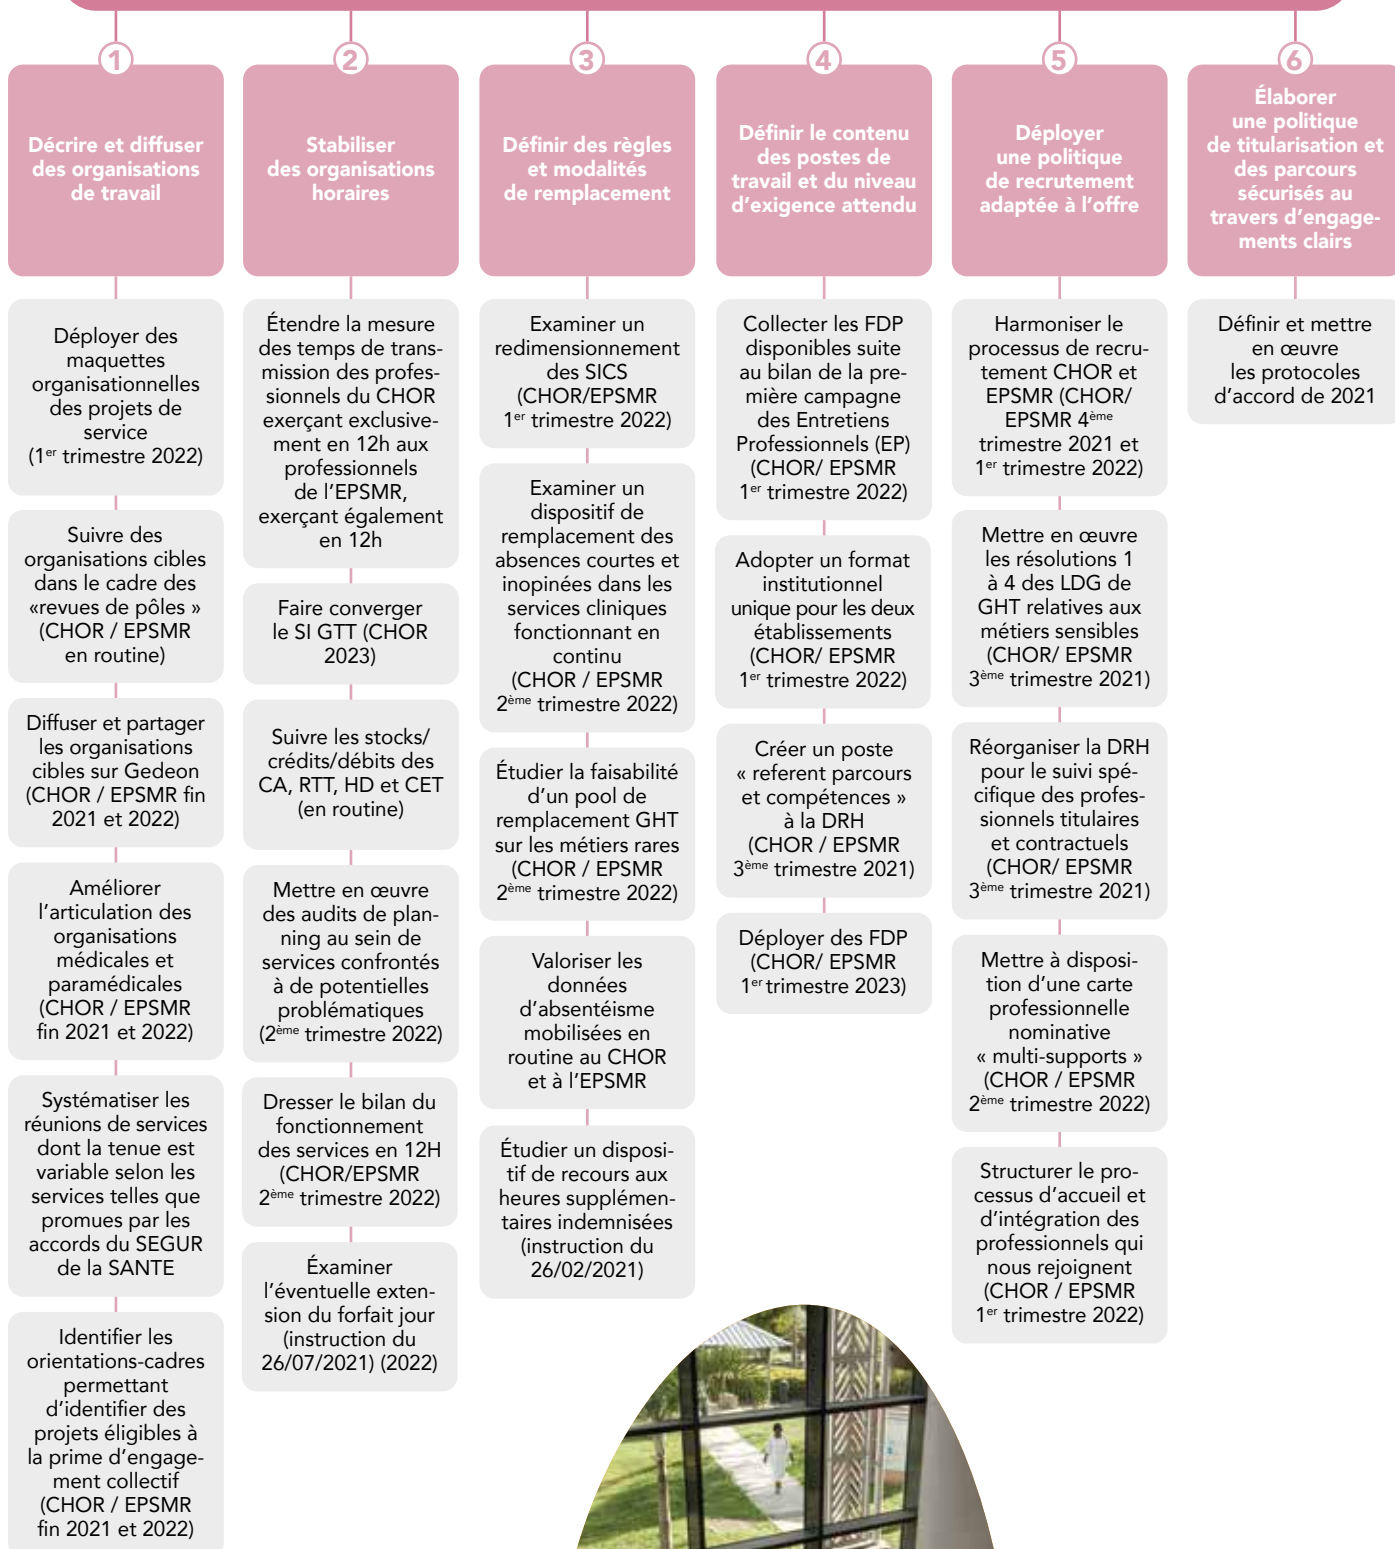 1
Décrire et diffuser
des organisations
de travail
Déployer des
maquettes
organisationnelles
des projets de
service
(1er trimestre 2022)
Suivre des
organisations cibles
dans le cadre des
«revues de pôles »
(CHOR / EPSMR
en routine)
Diffuser et partager
les organisations
cibles sur Gedeon
(CHOR / EPSMR fin
2021 et 2022)
Améliorer
l'articulation des
organisations
médicales et
paramédicales
(CHOR / EPSMR
fin 2021 et 2022)
Systématiser les
réunions de services
dont la tenue est
variable selon les
services telles que
promues par les
accords du SEGUR
de la SANTE
Identifier les
orientations-cadres
permettant
d'identifier des
projets éligibles à
la prime d'engage-
ment collectif
(CHOR / EPSMR
fin 2021 et 2022)
2
Stabiliser
des organisations
horaires
Étendre la mesure
des temps de trans-
mission des profes-
sionnels du CHOR
exerçant exclusive-
ment en 12h aux
professionnels
de l'EPSMR,
exerçant également
en 12h
Faire converger
le SI GTT (CHOR
2023)
Suivre les stocks/
crédits/débits des
CA, RTT, HD et CET
(en routine)
Mettre en œuvre
des audits de plan-
ning au sein de
services confrontés
à de potentielles
problématiques
(2ème trimestre 2022)
Dresser le bilan du
fonctionnement
des services en 12H
(CHOR/EPSMR
2ème trimestre 2022)
Éxaminer
l'éventuelle exten-
sion du forfait jour
(instruction du
26/07/2021) (2022)
3
Définir des règles
et modalités
de remplacement
Examiner un
redimensionnement
des SICS
(CHOR/EPSMR
1er trimestre 2022)
Examiner un
dispositif de
remplacement des
absences courtes et
inopinées dans les
services cliniques
fonctionnant en
continu
(CHOR / EPSMR
2ème trimestre 2022)
Étudier la faisabilité
d'un pool de
remplacement GHT
sur les métiers rares
(CHOR / EPSMR
2ème trimestre 2022)
Valoriser les
données
d'absentéisme
mobilisées en
routine au CHOR
et à l'EPSMR
Étudier un disposi-
tif de recours aux
heures supplémen-
taires indemnisées
(instruction du
26/02/2021)
4
Définir le contenu
des postes de
travail et du niveau
d'exigence attendu
Collecter les FDP
disponibles suite
au bilan de la pre-
mière campagne
des Entretiens
Professionnels (EP)
(CHOR/ EPSMR
1er trimestre 2022)
Adopter un format
institutionnel
unique pour les deux
établissements
(CHOR/ EPSMR
1er trimestre 2022)
Créer un poste
« referent parcours
et compétences »
à la DRH
(CHOR / EPSMR
3ème trimestre 2021)
Déployer des FDP
(CHOR/ EPSMR
1er trimestre 2023)
5
Déployer
une politique
de recrutement
adaptée à l'offre
Harmoniser le
processus de recru-
tement CHOR et
EPSMR (CHOR/
EPSMR 4ème
trimestre 2021 et
1er trimestre 2022)
Mettre en œuvre
les résolutions 1
à 4 des LDG de
GHT relatives aux
métiers sensibles
(CHOR/ EPSMR
3ème trimestre 2021)
Réorganiser la DRH
pour le suivi spé-
cifique des profes-
sionnels titulaires
et contractuels
(CHOR/ EPSMR
3ème trimestre 2021)
Mettre à disposi-
tion d'une carte
professionnelle
nominative
« multi-supports »
(CHOR / EPSMR
2ème trimestre 2022)
Structurer le pro-
cessus d'accueil et
d'intégration des
professionnels qui
nous rejoignent
(CHOR / EPSMR
1er trimestre 2022)
6
Élaborer
une politique
de titularisation et
des parcours
sécurisés au
travers d'engage-
ments clairs
Définir et mettre
en œuvre
les protocoles
d'accord de 2021